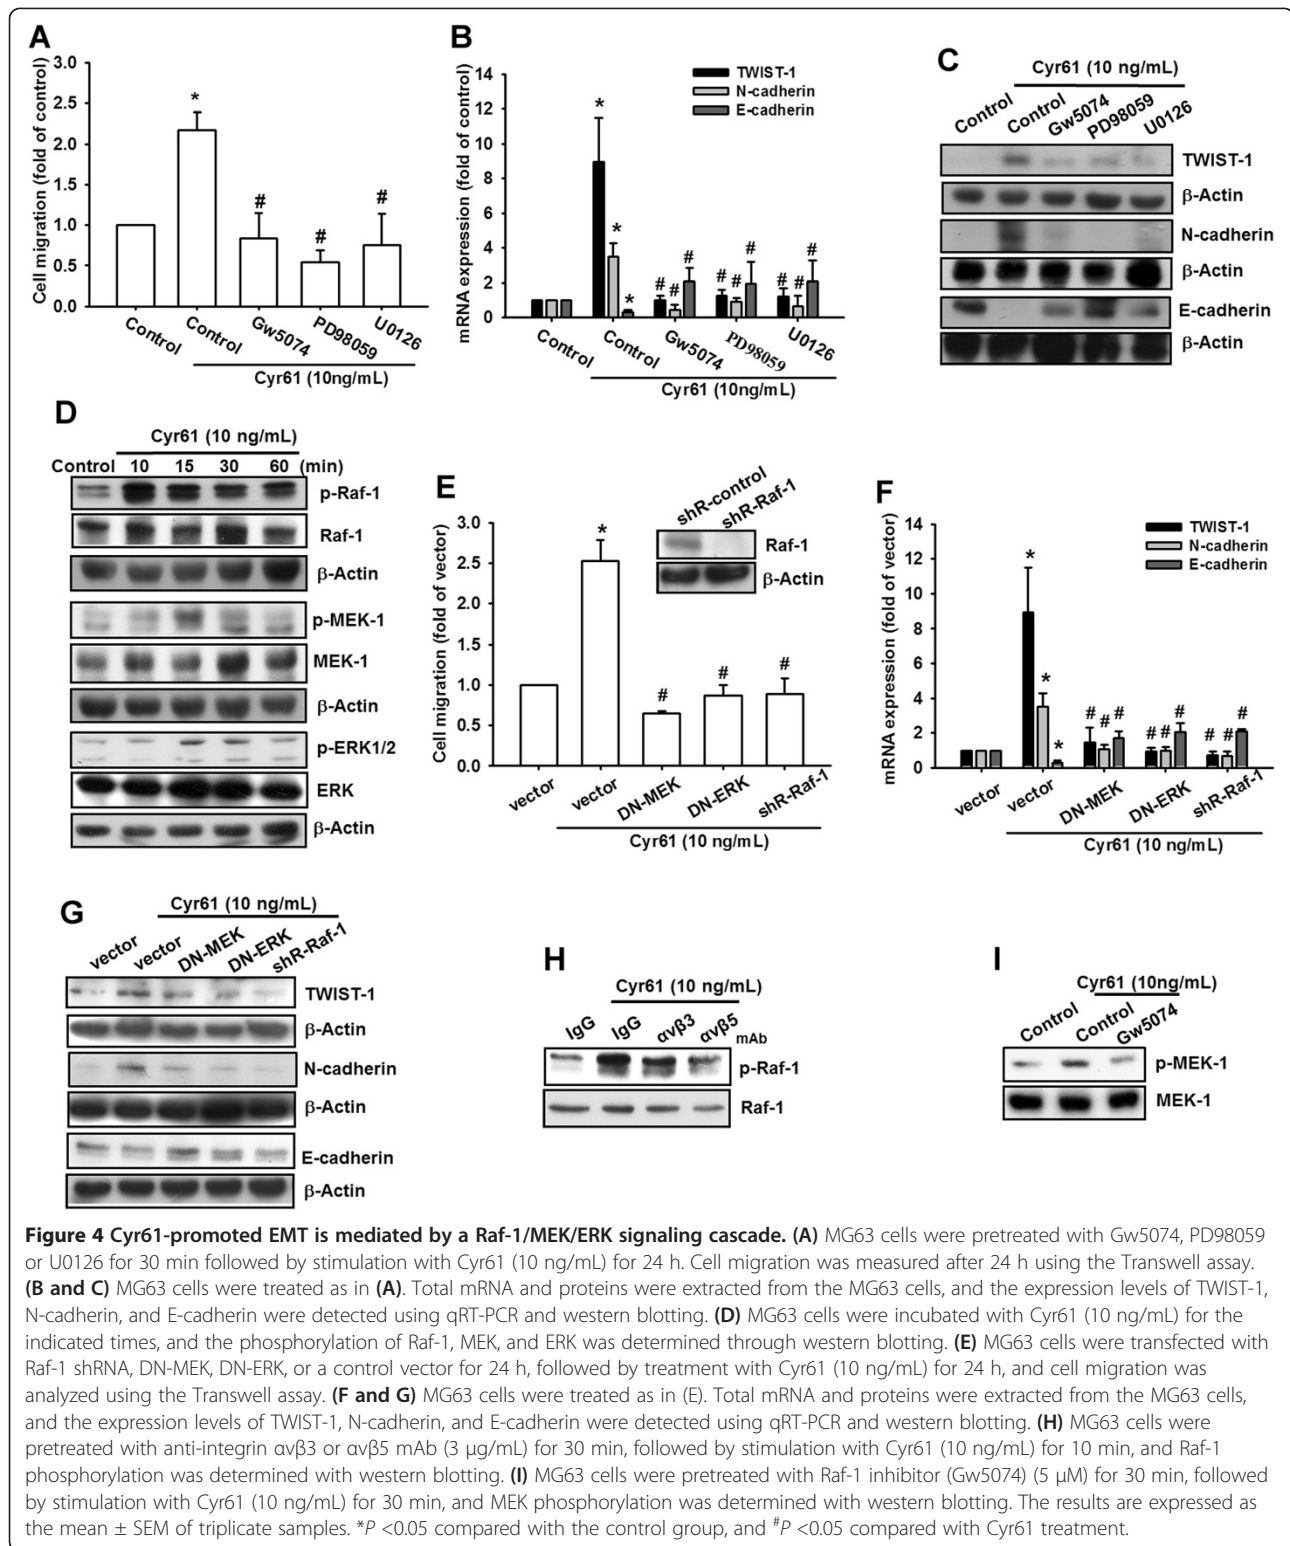 A
Cell migration (fold of control)
3.0
2.5
2.0
1.5
1.0
0.5
0.0
*
#
#
#
Control
Control
Gw5074
PD98059
U0126
Cyr61 (10ng/mL)
B
mRNA expression (fold of control)
14
12
10
8
6
4
2
0
TWIST-1
N-cadherin
E-cadherin
*
*
*
# # #
# # #
# # #
Control
Control
Gw5074
PD98059
U0126
Cyr61 (10ng/mL)
C
Cyr61 (10 ng/mL)
Control
Control
Gw5074
PD98059
U0126
TWIST-1
β-Actin
N-cadherin
β-Actin
E-cadherin
β-Actin
D
Cyr61 (10 ng/mL)
Control 10 15 30 60 (min)
p-Raf-1
Raf-1
β-Actin
p-MEK-1
MEK-1
β-Actin
p-ERK1/2
ERK
β-Actin
E
Cell migration (fold of vector)
3.0
2.5
2.0
1.5
1.0
0.5
0.0
*
#
#
#
shR-control
shR-Raf-1
Raf-1
β-Actin
vector
vector
DN-MEK
DN-ERK
shR-Raf-1
Cyr61 (10 ng/mL)
F
mRNA expression (fold of vector)
14
12
10
8
6
4
2
0
TWIST-1
N-cadherin
E-cadherin
*
*
*
# # #
# # #
# # #
vector
vector
DN-MEK
DN-ERK
shR-Raf-1
Cyr61 (10 ng/mL)
G
Cyr61 (10 ng/mL)
vector
vector
DN-MEK
DN-ERK
shR-Raf-1
TWIST-1
β-Actin
N-cadherin
β-Actin
E-cadherin
β-Actin
H
Cyr61 (10 ng/mL)
IgG
IgG
αvβ3
αvβ5
mAb
p-Raf-1
Raf-1
I
Cyr61 (10ng/mL)
Control
Control
Gw5074
p-MEK-1
MEK-1
Figure 4 Cyr61-promoted EMT is mediated by a Raf-1/MEK/ERK signaling cascade. (A) MG63 cells were pretreated with Gw5074, PD98059
or U0126 for 30 min followed by stimulation with Cyr61 (10 ng/mL) for 24 h. Cell migration was measured after 24 h using the Transwell assay.
(B and C) MG63 cells were treated as in (A). Total mRNA and proteins were extracted from the MG63 cells, and the expression levels of TWIST-1,
N-cadherin, and E-cadherin were detected using qRT-PCR and western blotting. (D) MG63 cells were incubated with Cyr61 (10 ng/mL) for the
indicated times, and the phosphorylation of Raf-1, MEK, and ERK was determined through western blotting. (E) MG63 cells were transfected with
Raf-1 shRNA, DN-MEK, DN-ERK, or a control vector for 24 h, followed by treatment with Cyr61 (10 ng/mL) for 24 h, and cell migration was
analyzed using the Transwell assay. (F and G) MG63 cells were treated as in (E). Total mRNA and proteins were extracted from the MG63 cells,
and the expression levels of TWIST-1, N-cadherin, and E-cadherin were detected using qRT-PCR and western blotting. (H) MG63 cells were
pretreated with anti-integrin αvβ3 or αvβ5 mAb (3 μg/mL) for 30 min, followed by stimulation with Cyr61 (10 ng/mL) for 10 min, and Raf-1
phosphorylation was determined with western blotting. (I) MG63 cells were pretreated with Raf-1 inhibitor (Gw5074) (5 μM) for 30 min, followed
by stimulation with Cyr61 (10 ng/mL) for 30 min, and MEK phosphorylation was determined with western blotting. The results are expressed as
the mean ± SEM of triplicate samples. *P <0.05 compared with the control group, and #P <0.05 compared with Cyr61 treatment.